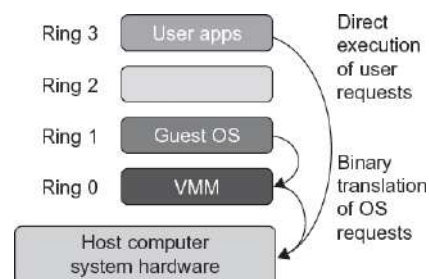 Ring 3
User apps
Direct
execution
of user
requests
Ring 2
Ring 1
Guest OS
Ring 0
VMM
Binary
translation
of OS
requests
Host computer
system hardware